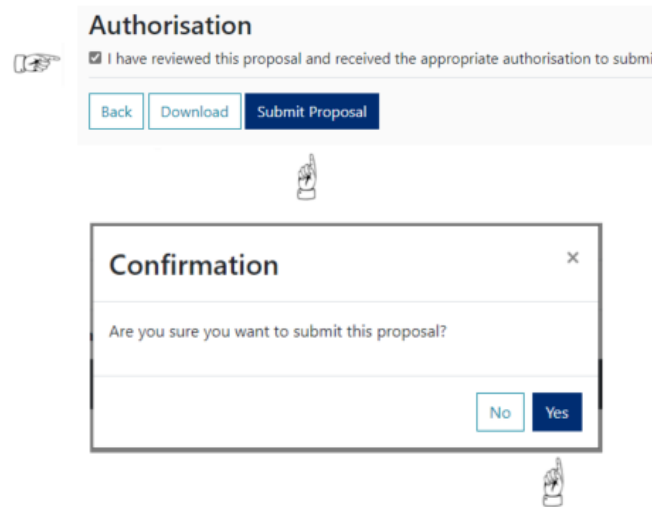 Authorisation
I have reviewed this proposal and received the appropriate authorisation to submi
Back Download Submit Proposal
Confirmation ×
Are you sure you want to submit this proposal?
No Yes